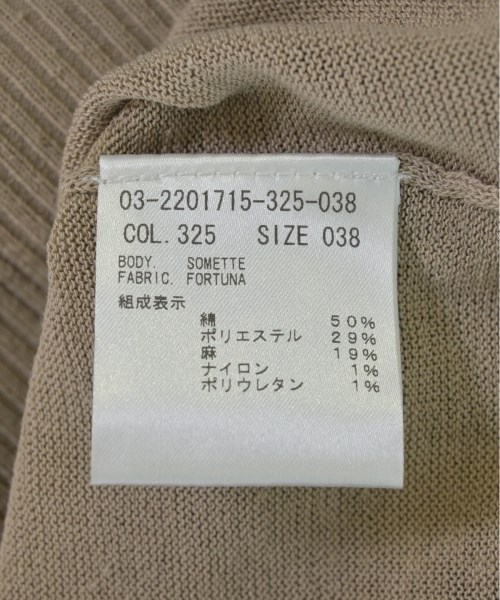 03-2201715-325-038
COL. 325 SIZE 038
BODY. SOMETTE
FABRIC. FORTUNA
組成表示
綿 50%
ポリエステル 29%
麻 19%
ナイロン 1%
ポリウレタン 1%